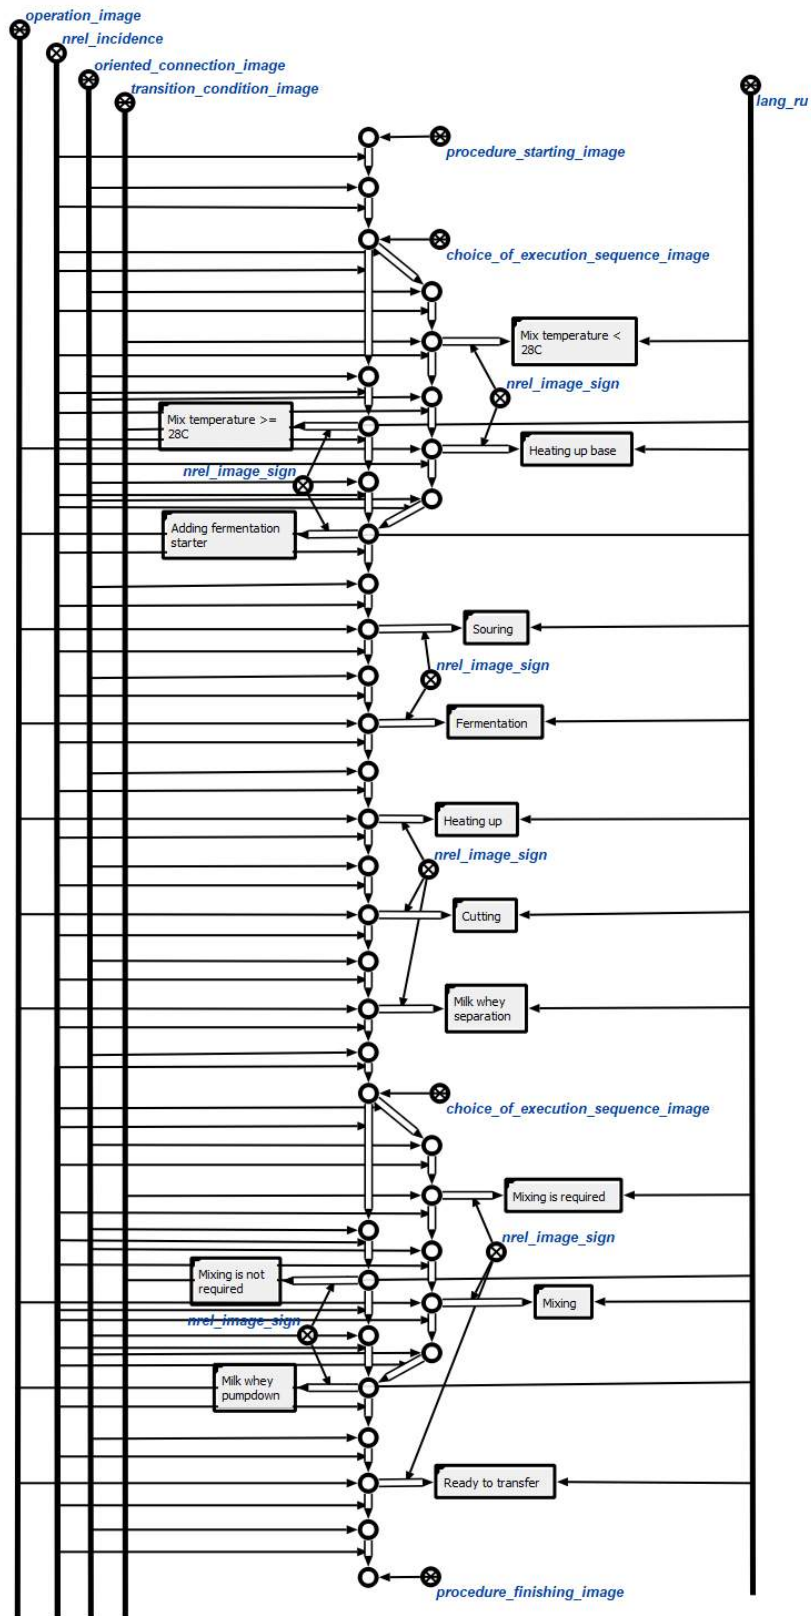 operation_image
nrel_incidence
oriented_connection_image
transition_condition_image
lang_ru
procedure_starting_image
choice_of_execution_sequence_image
Mix temperature <
28C
nrel_image_sign
Mix temperature >=
28C
Heating up base
nrel_image_sign
Adding fermentation
starter
Souring
nrel_image_sign
Fermentation
Heating up
nrel_image_sign
Cutting
Milk whey
separation
choice_of_execution_sequence_image
Mixing is required
nrel_image_sign
Mixing is not
required
Mixing
nrel_image_sign
Milk whey
pumpdown
Ready to transfer
procedure_finishing_image